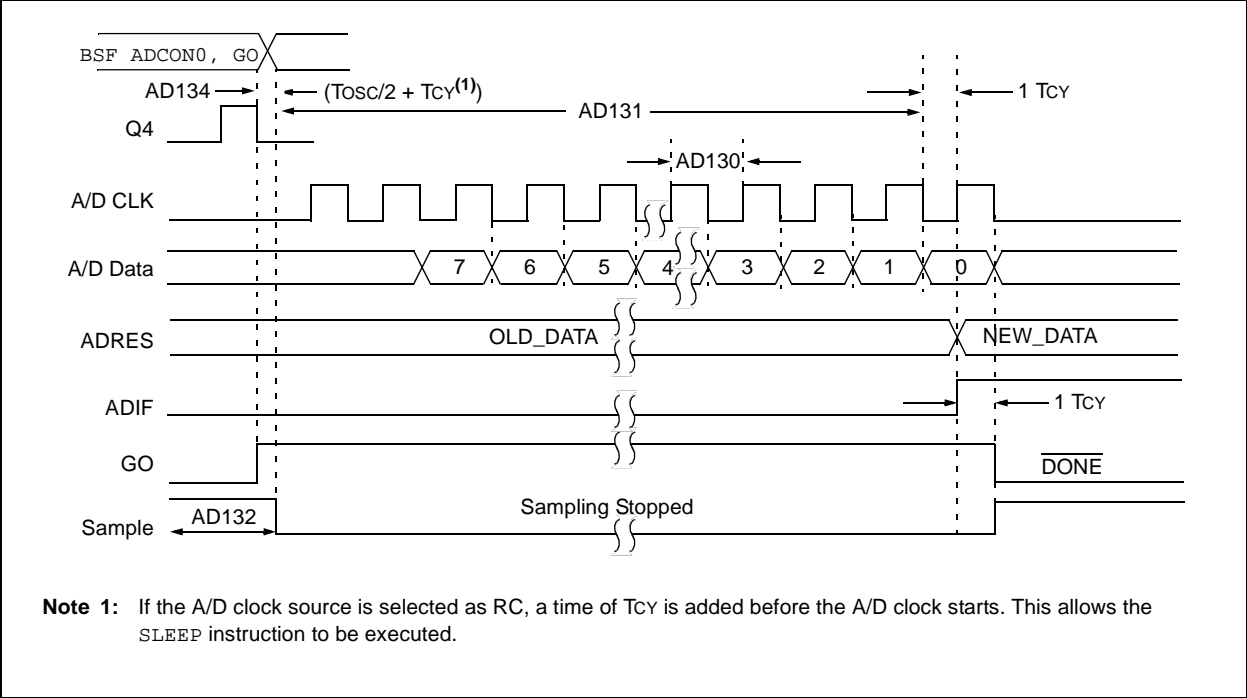 BSF ADCON0, GO
AD134 (TOSC/2 + TCY(1)) 1 TCY
AD131
Q4
AD130
A/D CLK
A/D Data 7 6 5 4 3 2 1 0
ADRES OLD_DATA NEW_DATA
ADIF 1 TCY
GO DONE
Sampling Stopped
AD132
Sample
Note 1: If the A/D clock source is selected as RC, a time of TCY is added before the A/D clock starts. This allows the
SLEEP instruction to be executed.